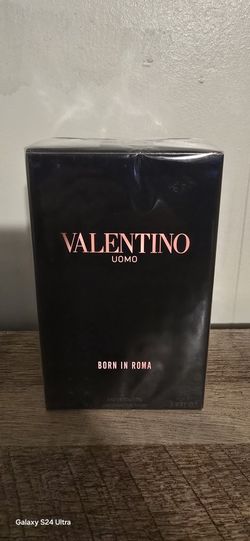 VALENTINO
UOMO
BORN IN ROMA
Galaxy S24 Ultra